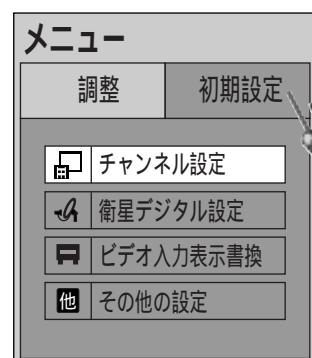 メニュー
調整 初期設定
チャンネル設定
衛星デジタル設定
ビデオ入力表示書換
他 その他の設定